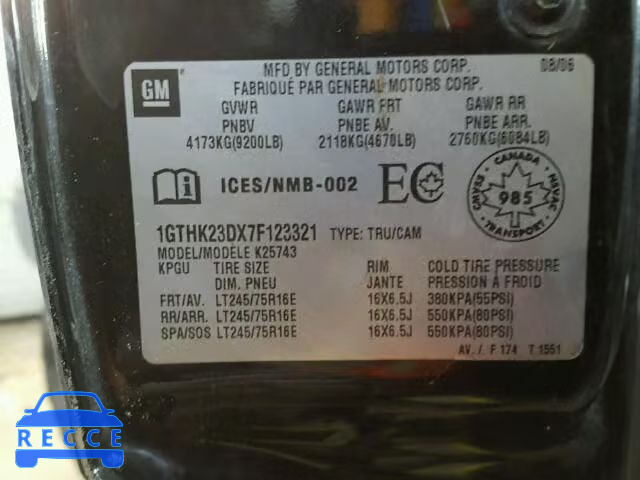 GM
MFD BY GENERAL MOTORS CORP. 08/06
FABRIQUÉ PAR GENERAL MOTORS CORP.
GVWR GAWR FRT GAWR RR
PNBV PNBE AV. PNBE ARR.
4173KG(9200LB) 2118KG(4670LB) 2760KG(6084LB)
ICES/NMB-002 EC
CANADA
SVNAC 985 NSVAC
TRANSPORT
1GTHK23DX7F123321 TYPE: TRU/CAM
MODEL/MODÈLE K25743
KPGU TIRE SIZE RIM COLD TIRE PRESSURE
DIM. PNEU JANTE PRESSION À FROID
FRT/AV. LT245/75R16E 16X6.5J 380KPA(55PSI)
RR/ARR. LT245/75R16E 16X6.5J 550KPA(80PSI)
SPA/SOS LT245/75R16E 16X6.5J 550KPA(80PSI)
AV./: F 174 T 1551
RECCE